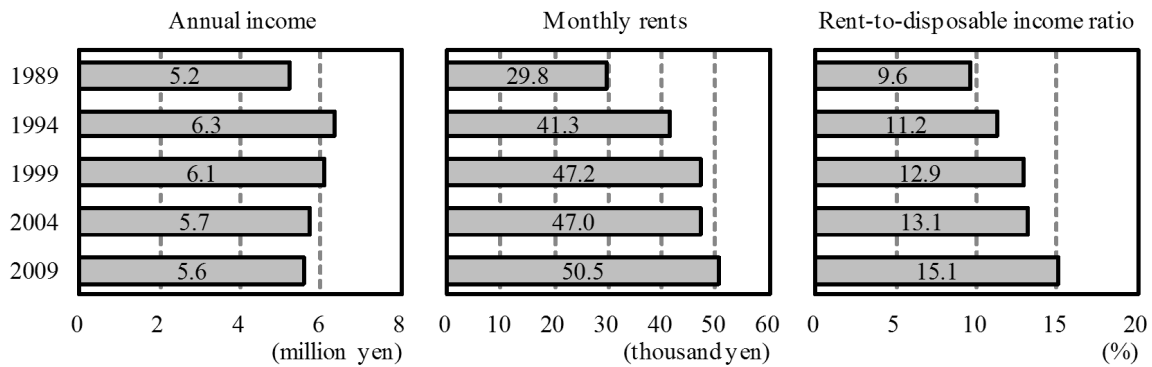 Annual income Monthly rents Rent-to-disposable income ratio
1989 5.2 29.8 9.6
1994 6.3 41.3 11.2
1999 6.1 47.2 12.9
2004 5.7 47.0 13.1
2009 5.6 50.5 15.1
0 2 4 6 8 0 10 20 30 40 50 60 0 5 10 15 20
(million yen) (thousand yen) (%)